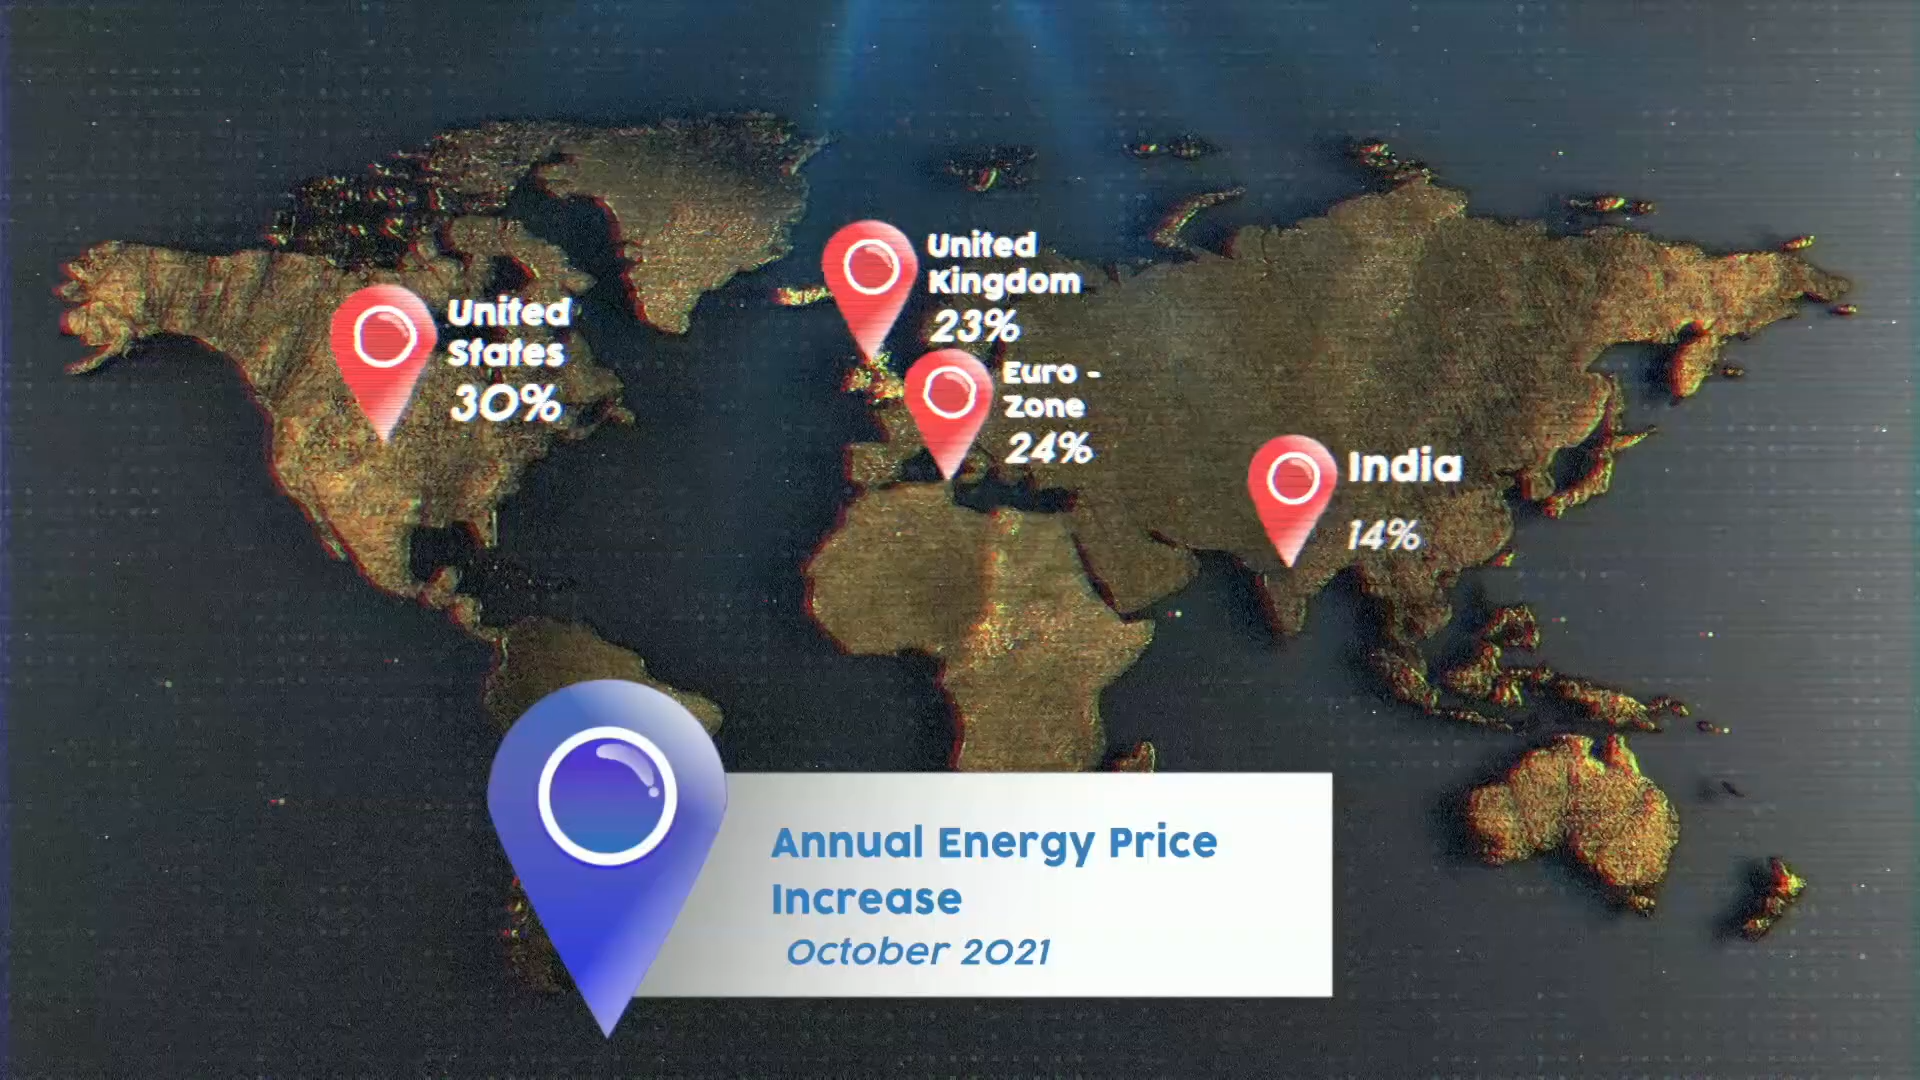 United
States
30%
United
Kingdom
23%
Euro -
Zone
24%
India
14%
Annual Energy Price
Increase
October 2021